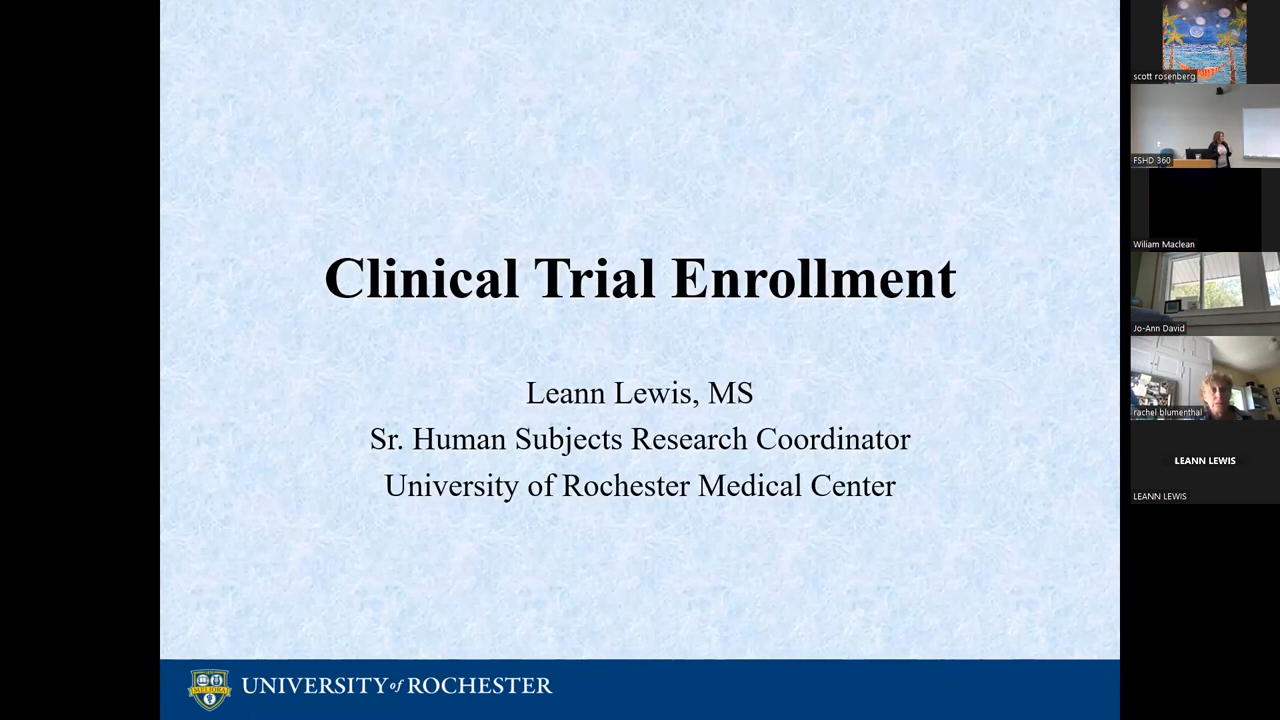 Clinical Trial Enrollment
Leann Lewis, MS
Sr. Human Subjects Research Coordinator
University of Rochester Medical Center
MELIORA
UNIVERSITY of ROCHESTER
scott rosenberg
FSHD 360
Wiliam Maclean
Jo-Ann David
rachel blumenthal
LEANN LEWIS
LEANN LEWIS